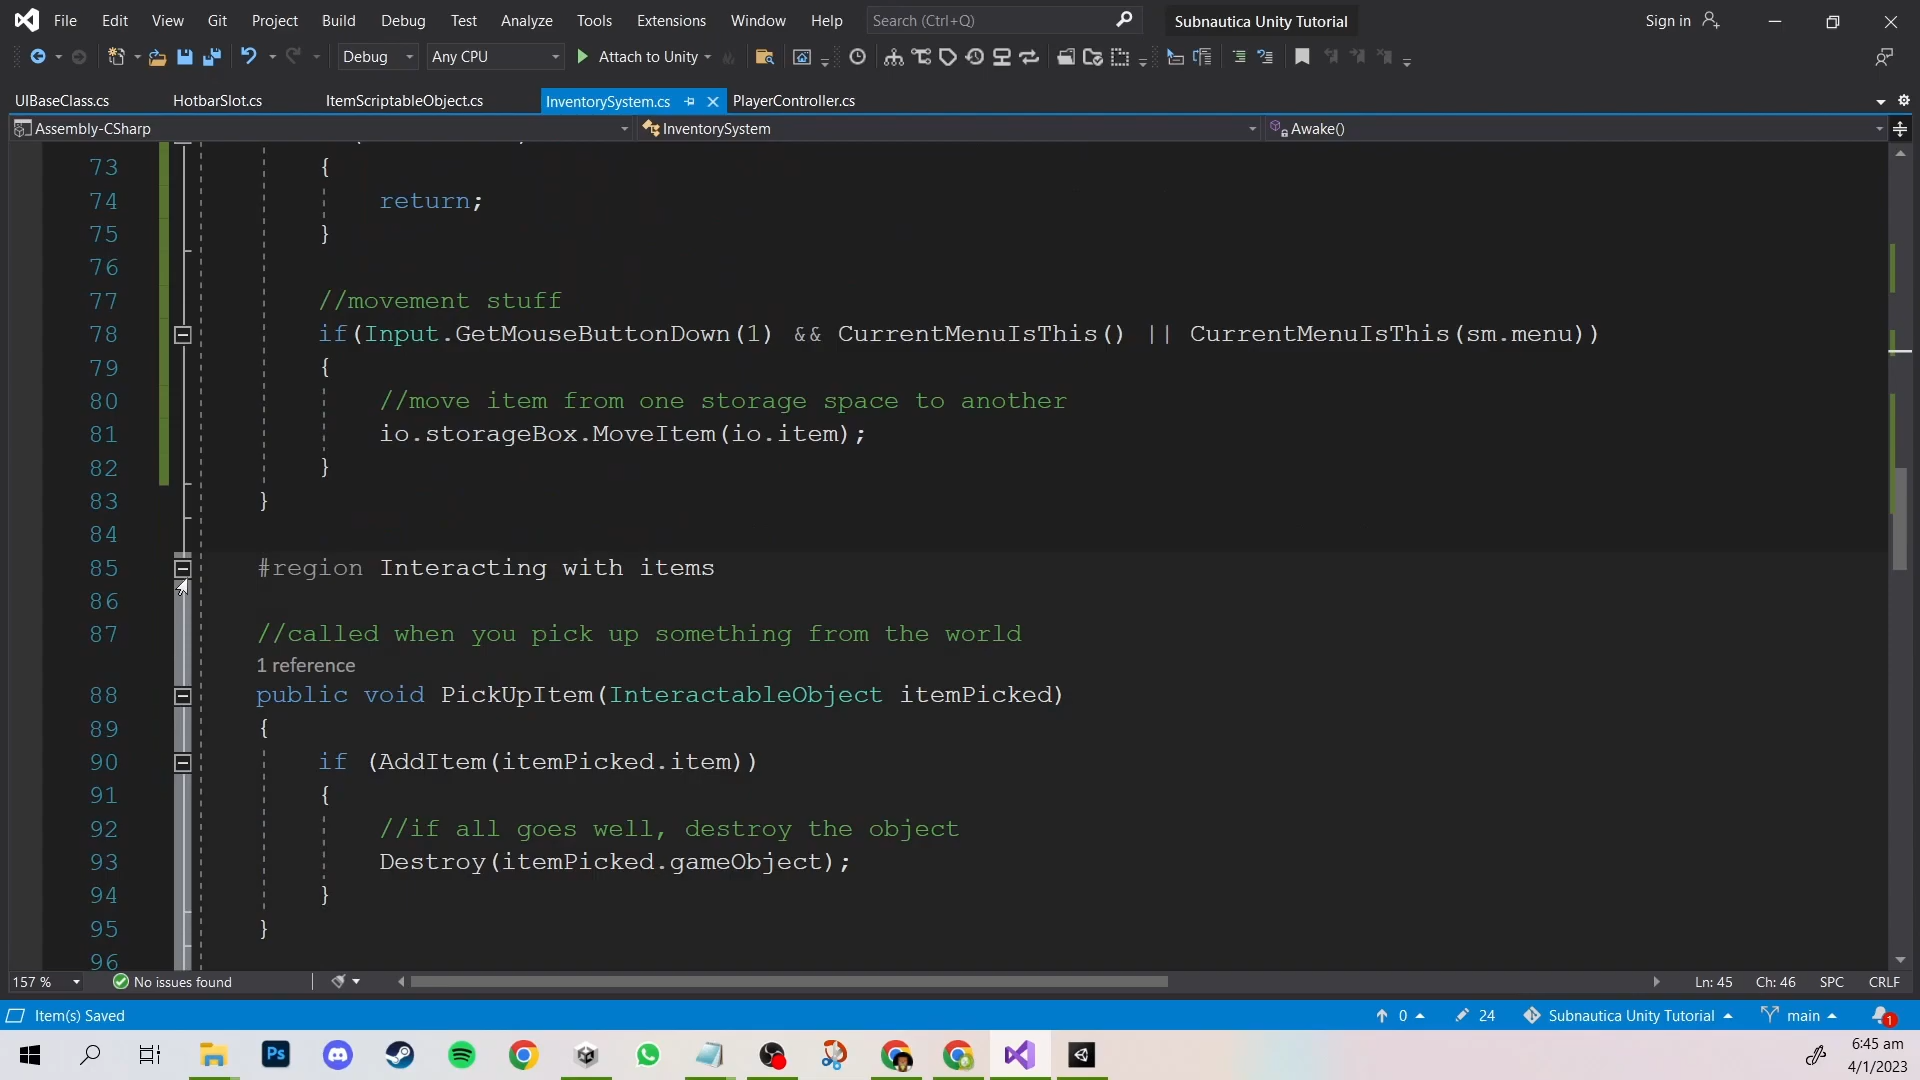 File Edit View Git Project Build Debug Test Analyze Tools Extensions Window Help Search (Ctrl+Q) Subnautica Unity Tutorial Sign in
Debug Any CPU Attach to Unity
UIBaseClass.cs HotbarSlot.cs ItemScriptableObject.cs InventorySystem.cs PlayerController.cs
Assembly-CSharp InventorySystem Awake()
73 {
74 return;
75 }
76
77 //movement stuff
78 if(Input.GetMouseButtonDown(1) && CurrentMenuIsThis() || CurrentMenuIsThis(sm.menu))
79 {
80 //move item from one storage space to another
81 io.storageBox.MoveItem(io.item);
82 }
83 }
84
85 #region Interacting with items
86
87 //called when you pick up something from the world
1 reference
88 public void PickUpItem(InteractableObject itemPicked)
89 {
90 if (AddItem(itemPicked.item))
91 {
92 //if all goes well, destroy the object
93 Destroy(itemPicked.gameObject);
94 }
95 }
96
157 % No issues found Ln: 45 Ch: 46 SPC CRLF
Item(s) Saved 0 24 Subnautica Unity Tutorial main 1
Ps
6:45 am
4/1/2023